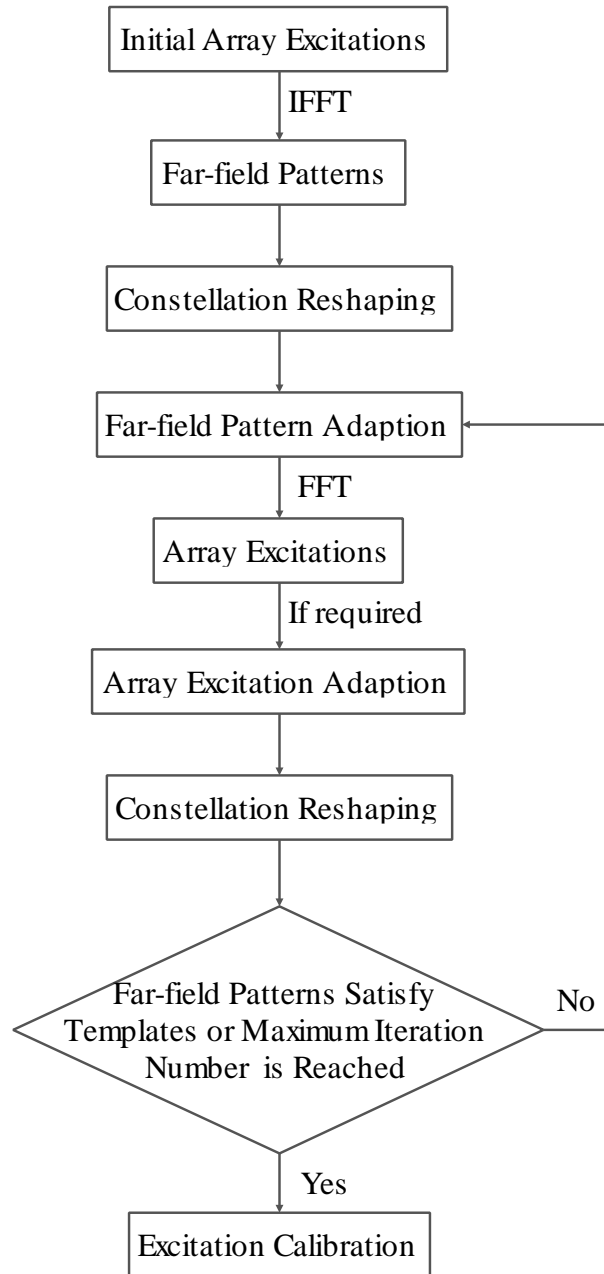 Initial Array Excitations
IFFT
Far-field Patterns
Constellation Reshaping
Far-field Pattern Adaption
FFT
Array Excitations
If required
Array Excitation Adaption
Constellation Reshaping
Far-field Patterns Satisfy
Templates or Maximum Iteration
Number is Reached
No
Yes
Excitation Calibration